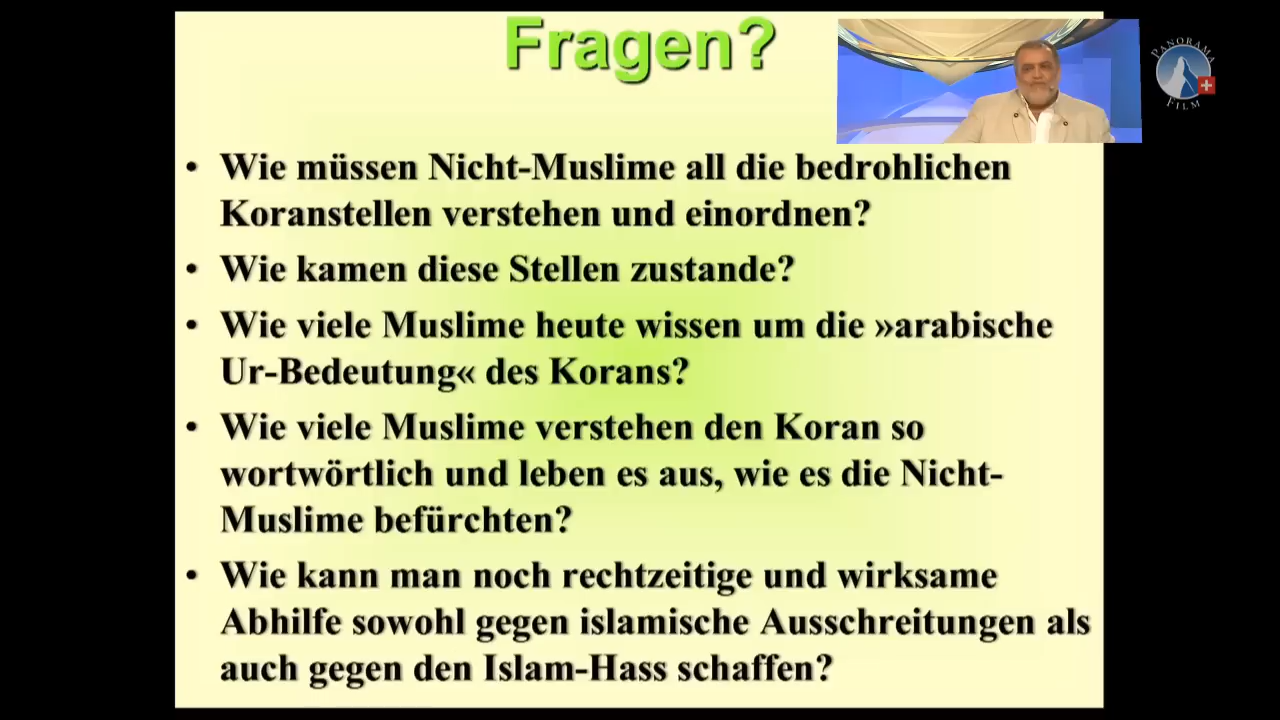 Fragen?
PANORAMA
FILM
• Wie müssen Nicht-Muslime all die bedrohlichen
Koranstellen verstehen und einordnen?
• Wie kamen diese Stellen zustande?
• Wie viele Muslime heute wissen um die »arabische
Ur-Bedeutung« des Korans?
• Wie viele Muslime verstehen den Koran so
wortwörtlich und leben es aus, wie es die Nicht-
Muslime befürchten?
• Wie kann man noch rechtzeitige und wirksame
Abhilfe sowohl gegen islamische Ausschreitungen als
auch gegen den Islam-Hass schaffen?